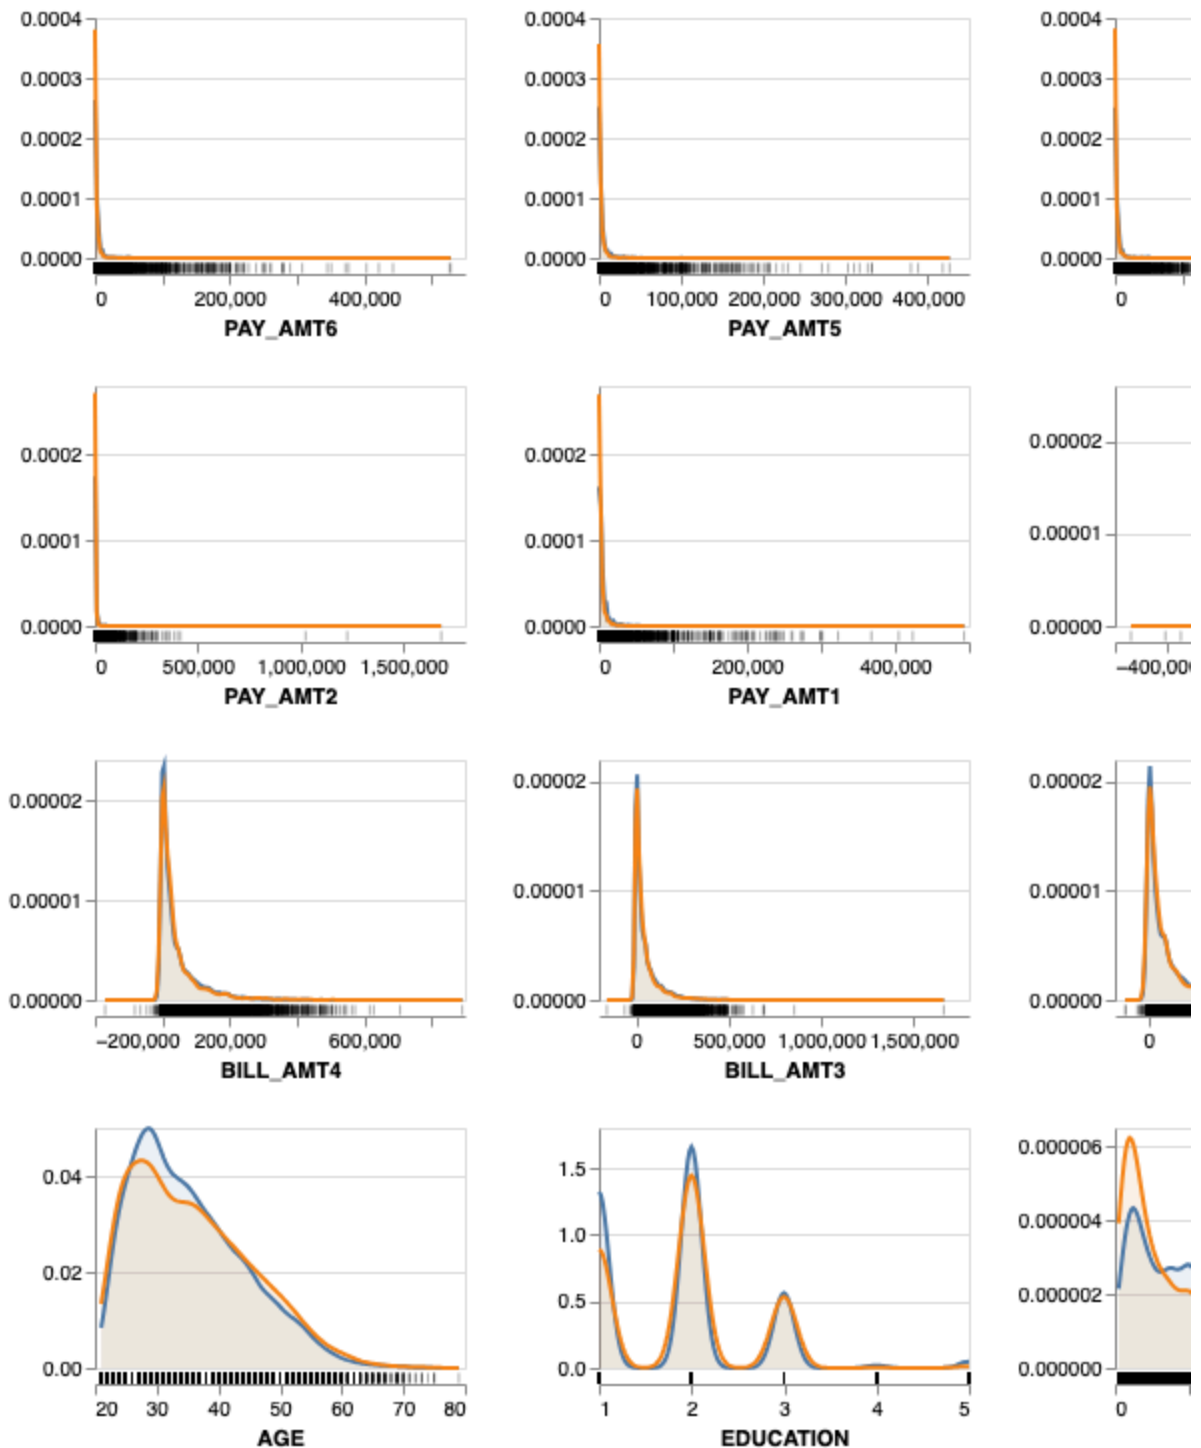 0.0004 0.0004 0.0004
0.0003 0.0003 0.0003
0.0002 0.0002 0.0002
0.0001 0.0001 0.0001
0.0000 0.0000 0.0000
0 200,000 400,000 0 100,000 200,000 300,000 400,000 0
PAY_AMT6 PAY_AMT5
0.0002 0.0002 0.00002
0.0001 0.0001 0.00001
0.0000 0.0000 0.00000
0 500,000 1,000,000 1,500,000 0 200,000 400,000 −400,000
PAY_AMT2 PAY_AMT1
0.00002 0.00002 0.00002
0.00001 0.00001 0.00001
0.00000 0.00000 0.00000
−200,000 200,000 600,000 0 500,000 1,000,000 1,500,000 0
BILL_AMT4 BILL_AMT3
0.04 1.5 0.000006
0.02 1.0 0.000004
0.00 0.5 0.000002
0.0 0.000000
20 30 40 50 60 70 80 1 2 3 4 5 0
AGE EDUCATION